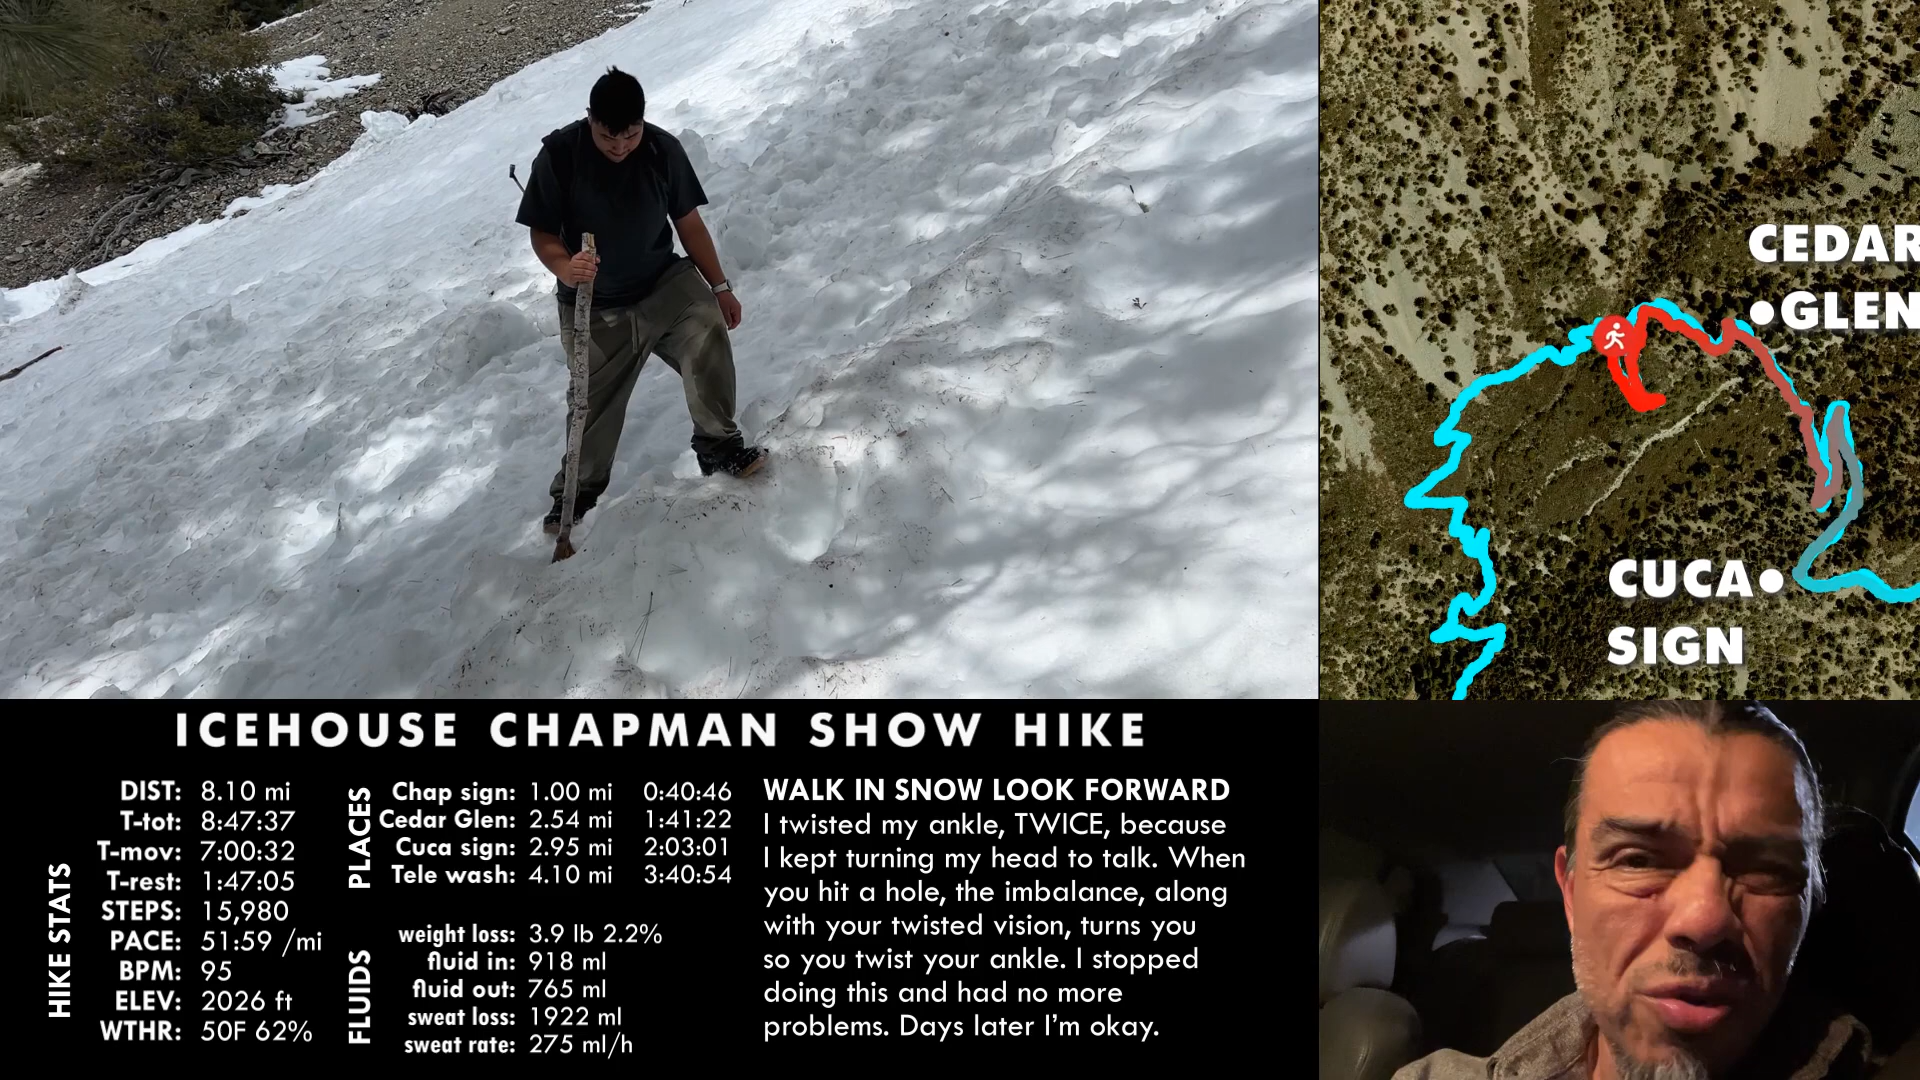 CEDAR
•GLEN
CUCA•
SIGN
ICEHOUSE CHAPMAN SHOW HIKE
HIKE STATS
DIST: 8.10 mi
T-tot: 8:47:37
T-mov: 7:00:32
T-rest: 1:47:05
STEPS: 15,980
PACE: 51:59 /mi
BPM: 95
ELEV: 2026 ft
WTHR: 50F 62%
PLACES
Chap sign: 1.00 mi 0:40:46
Cedar Glen: 2.54 mi 1:41:22
Cuca sign: 2.95 mi 2:03:01
Tele wash: 4.10 mi 3:40:54
FLUIDS
weight loss: 3.9 lb 2.2%
fluid in: 918 ml
fluid out: 765 ml
sweat loss: 1922 ml
sweat rate: 275 ml/h
WALK IN SNOW LOOK FORWARD
I twisted my ankle, TWICE, because
I kept turning my head to talk. When
you hit a hole, the imbalance, along
with your twisted vision, turns you
so you twist your ankle. I stopped
doing this and had no more
problems. Days later I'm okay.